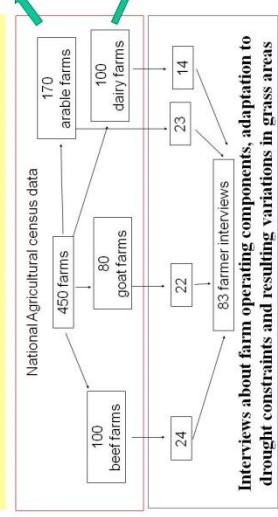 National Agricultural census data
450 farms
170
arable farms
100
beef farms
80
goat farms
100
dairy farms
24
22
23
14
83 farmer interviews
Interviews about farm operating components, adaptation to
drought constraints and resulting variations in grass areas